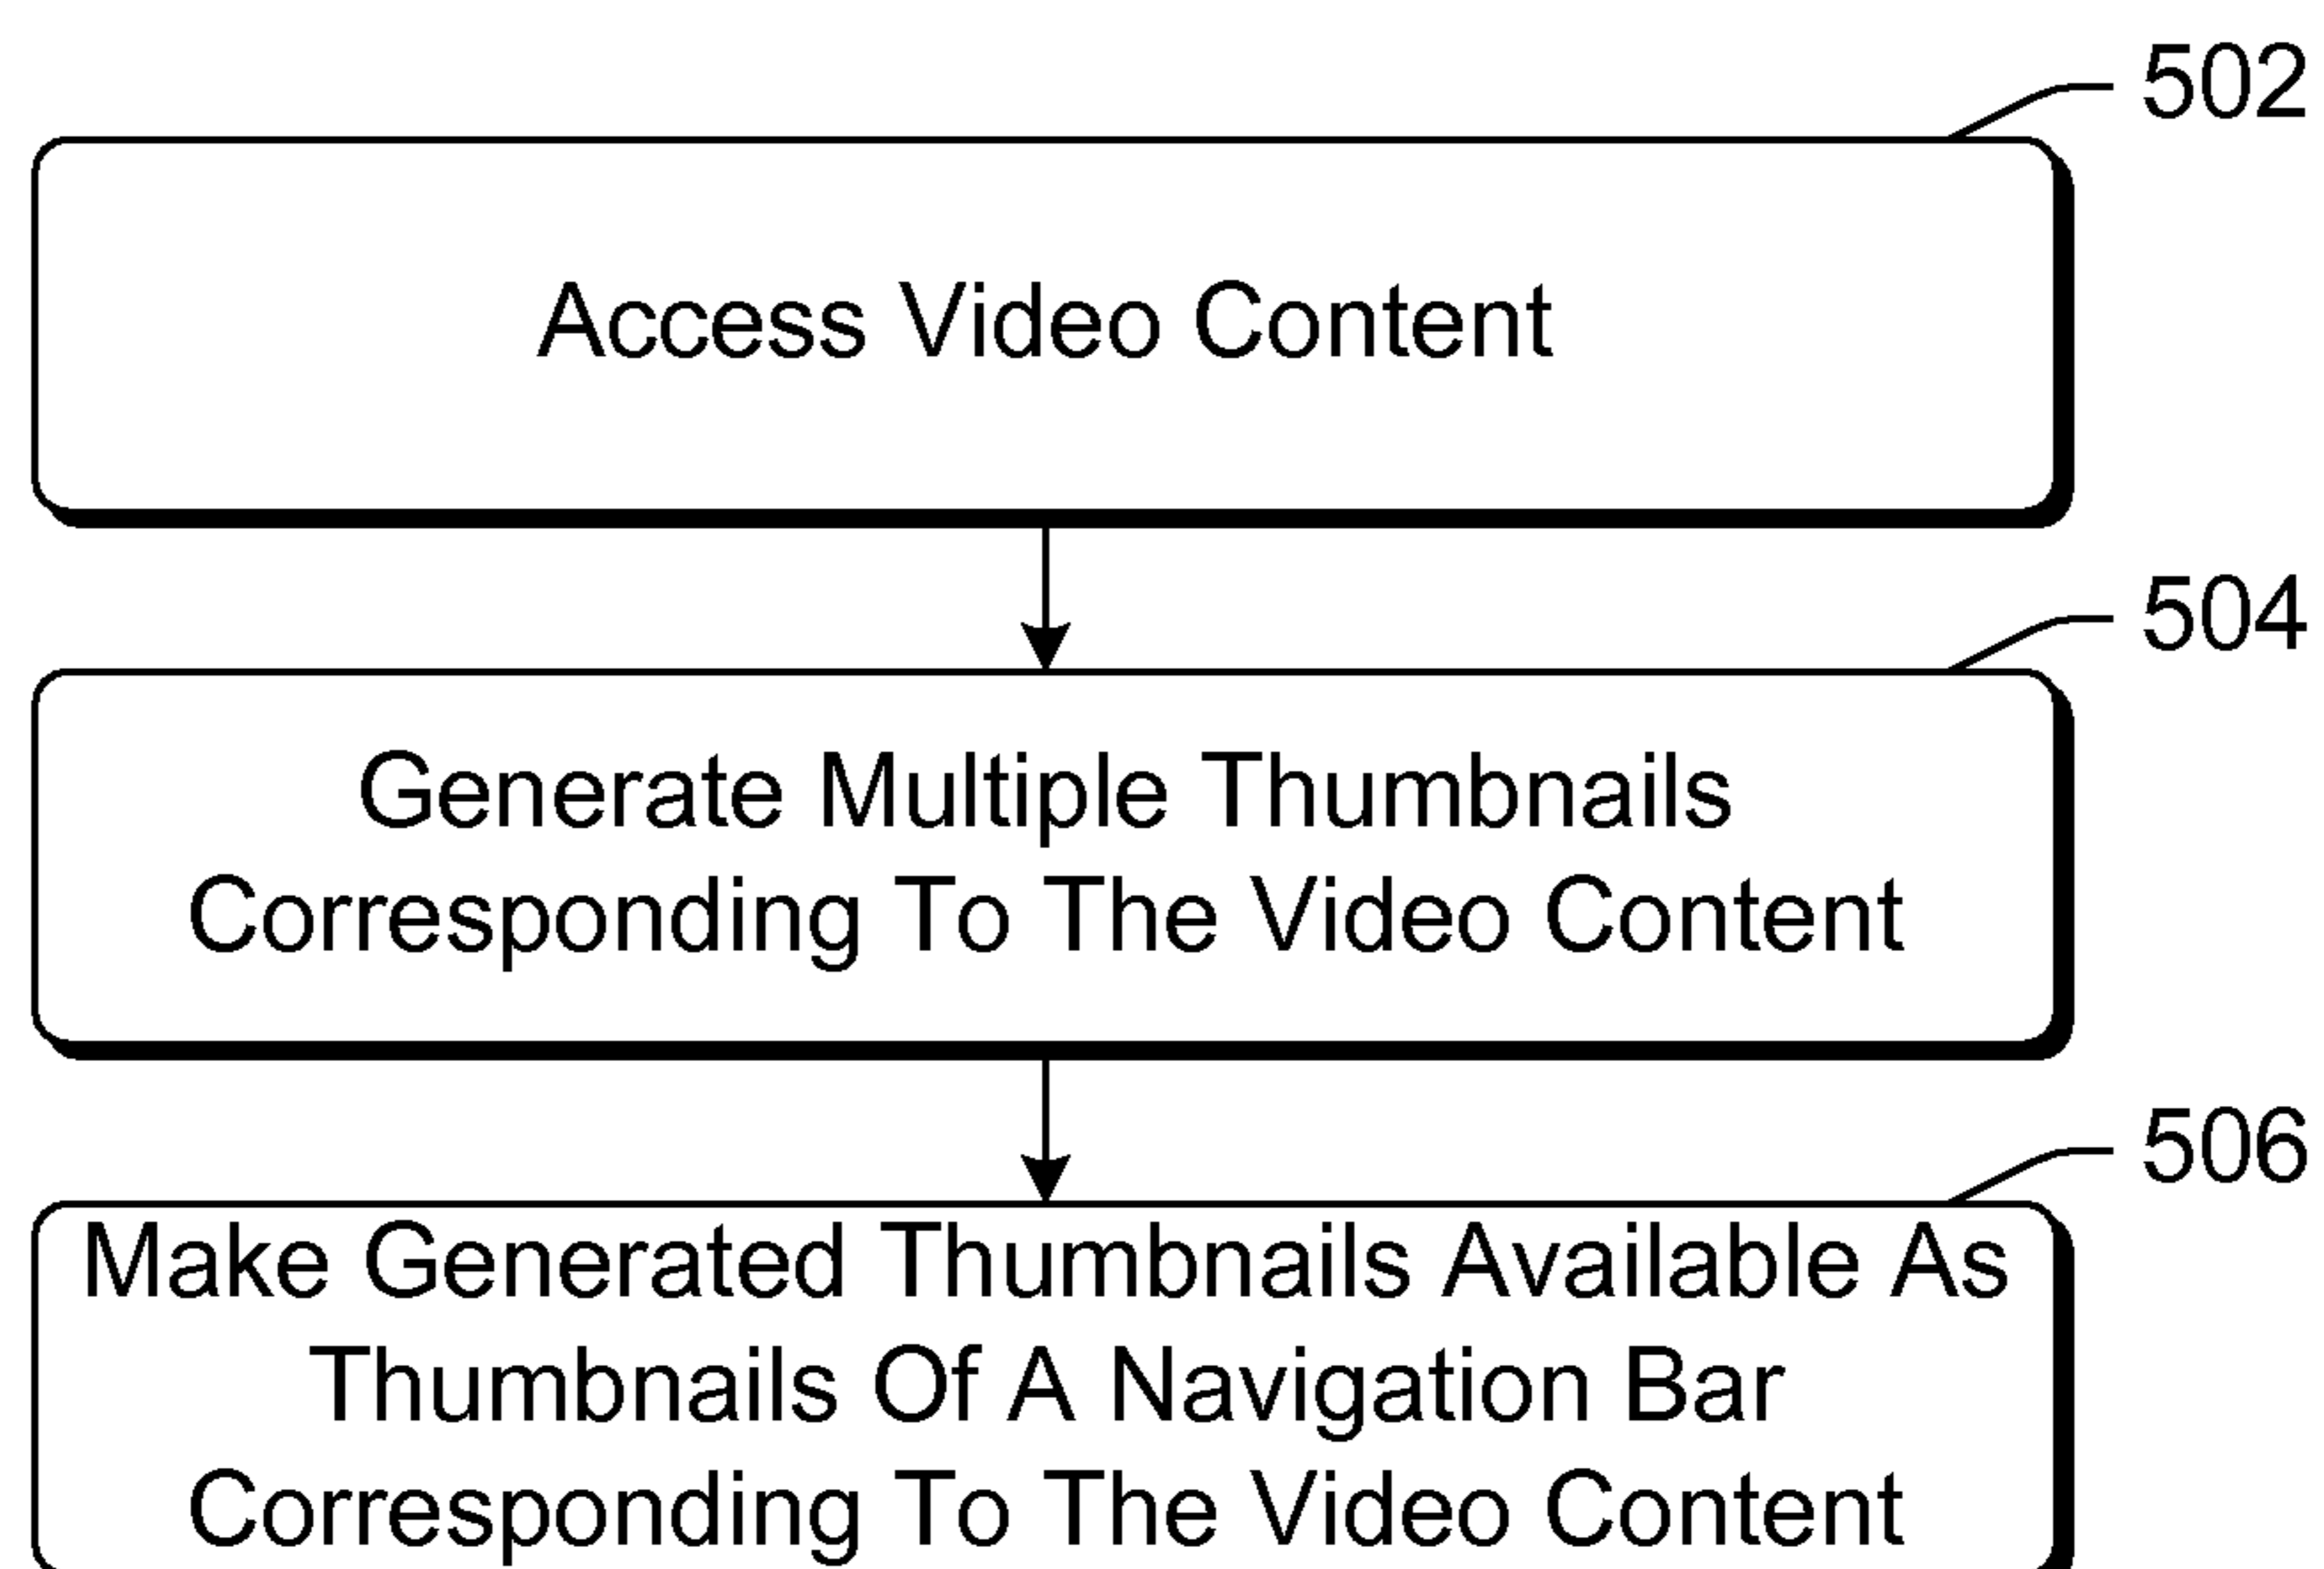 502
Access Video Content
504
Generate Multiple Thumbnails
Corresponding To The Video Content
506
Make Generated Thumbnails Available As
Thumbnails Of A Navigation Bar
Corresponding To The Video Content